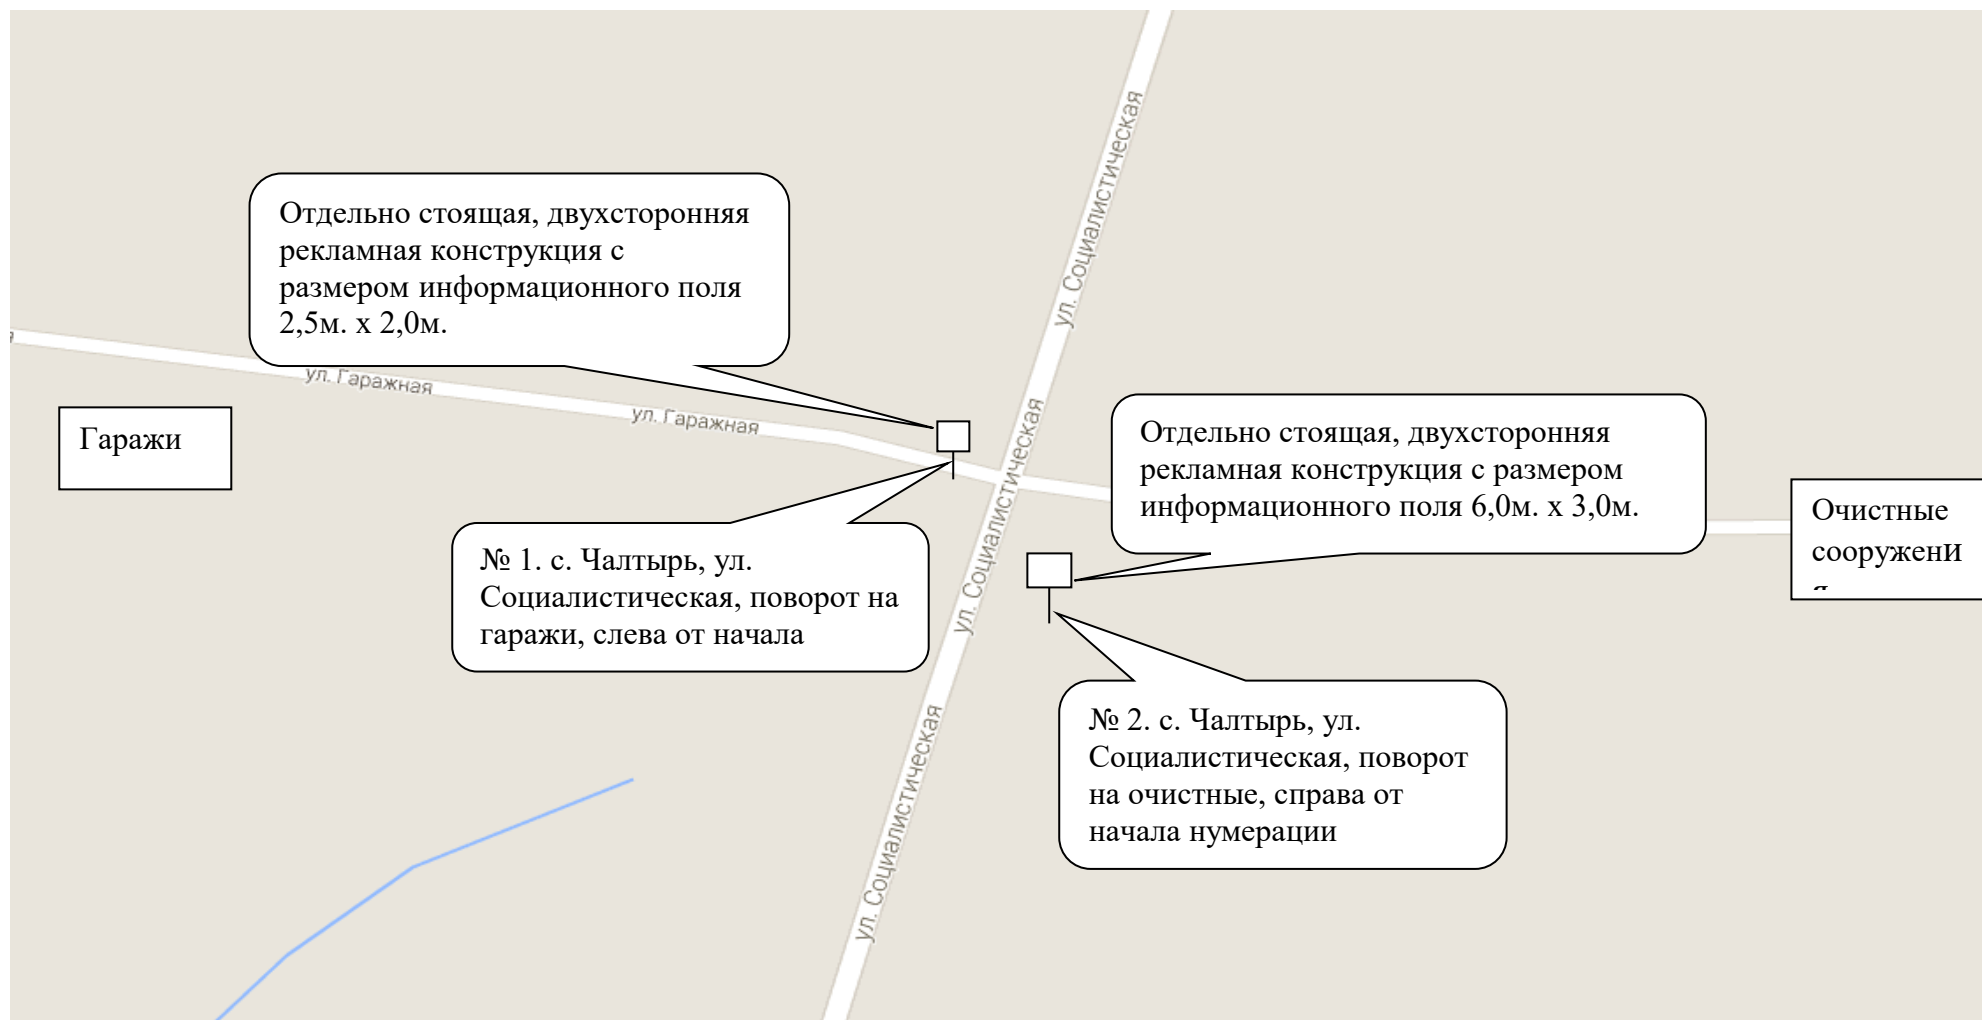 ул. Социалистическая
Отдельно стоящая, двухсторонняя
рекламная конструкция с
размером информационного поля
2,5м. х 2,0м.
ул. Гаражная
ул. Гаражная
Гаражи
ул. Социалистическая
Отдельно стоящая, двухсторонняя
рекламная конструкция с размером
информационного поля 6,0м. х 3,0м.
Очистные
сооружени
я
№ 1. с. Чалтырь, ул.
Социалистическая, поворот на
гаражи, слева от начала
№ 2. с. Чалтырь, ул.
Социалистическая, поворот
на очистные, справа от
начала нумерации
ул. Социалистическая